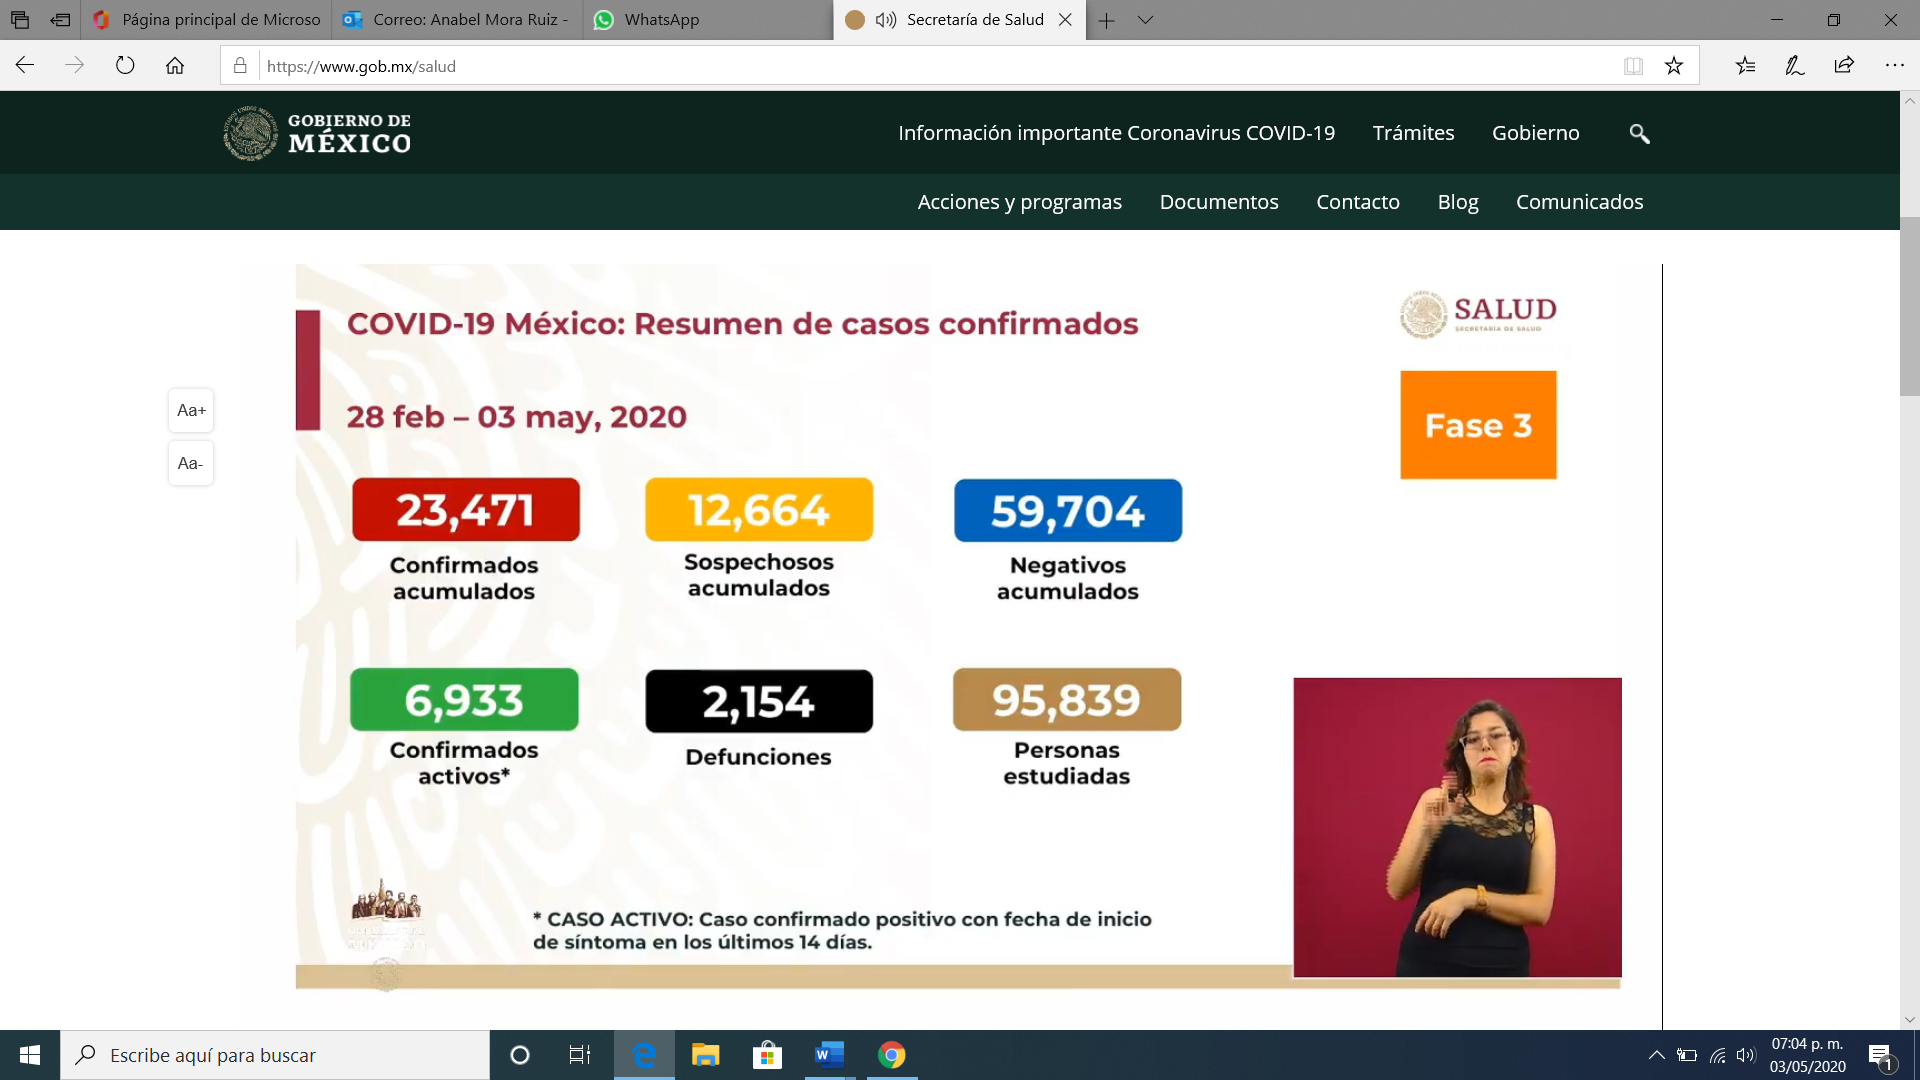 Página principal de Microso
Correo: Anabel Mora Ruiz -
WhatsApp
Secretaría de Salud
https://www.gob.mx/salud
GOBIERNO DE
MÉXICO
Información importante Coronavirus COVID-19
Trámites
Gobierno
Acciones y programas
Documentos
Contacto
Blog
Comunicados
Aa+
Aa-
COVID-19 México: Resumen de casos confirmados
28 feb – 03 may, 2020
SALUD
SECRETARÍA DE SALUD
Fase 3
23,471
Confirmados
acumulados
12,664
Sospechosos
acumulados
59,704
Negativos
acumulados
6,933
Confirmados
activos*
2,154
Defunciones
95,839
Personas
estudiadas
* CASO ACTIVO: Caso confirmado positivo con fecha de inicio
de síntoma en los últimos 14 días.
Escribe aquí para buscar
07:04 p. m.
03/05/2020
1